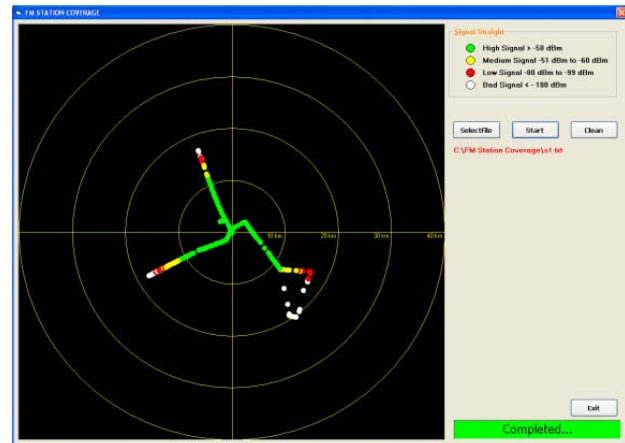 FM STATION COVERAGE
Signal Straight
High Signal > -50 dBm
Medium Signal -51 dBm to -60 dBm
Low Signal -80 dBm to -99 dBm
Bad Signal < - 100 dBm
SelectFile
Start
Clean
C:\FM Station Coverage\s1.txt
10 km
20 km
30 km
40 km
Exit
Completed...